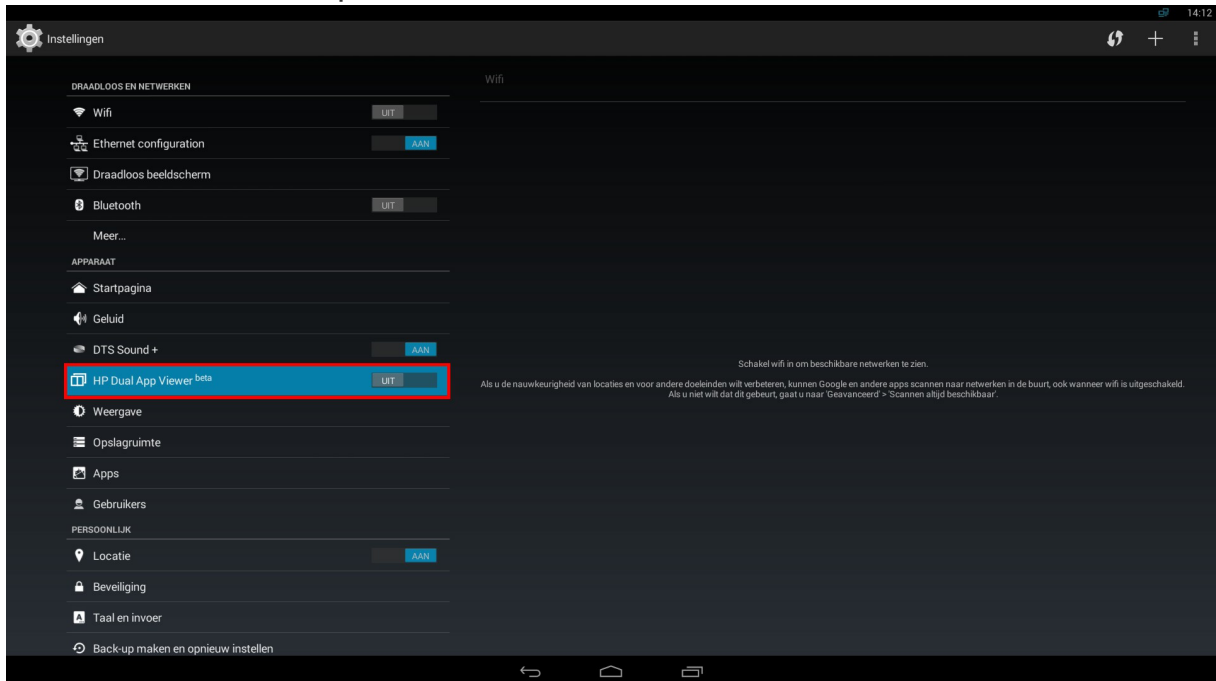 14:12
Instellingen
DRAADLOOS EN NETWERKEN
Wifi UIT
Ethernet configuration AAN
Draadloos beeldscherm
Bluetooth UIT
Meer...
APPARAAT
Startpagina
Geluid
DTS Sound + AAN
HP Dual App Viewer beta UIT
Weergave
Opslagruimte
Apps
Gebruikers
PERSOONLIJK
Locatie AAN
Beveiliging
Taal en invoer
Back-up maken en opnieuw instellen
Wifi
Schakel wifi in om beschikbare netwerken te zien.
Als u de nauwkeurigheid van locaties en voor andere doeleinden wilt verbeteren, kunnen Google en andere apps scannen naar netwerken in de buurt, ook wanneer wifi is uitgeschakeld.
Als u niet wilt dat dit gebeurt, gaat u naar 'Geavanceerd' > 'Scannen altijd beschikbaar'.